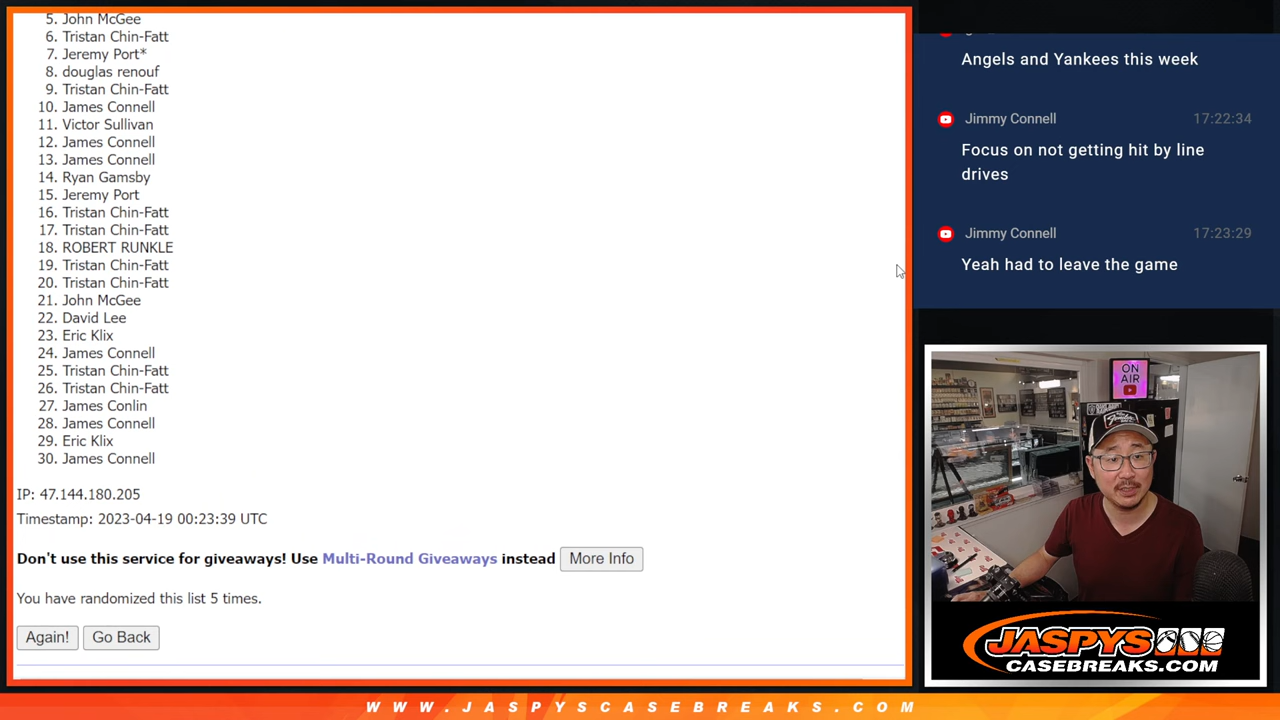 5. John McGee
6. Tristan Chin-Fatt
7. Jeremy Port*
8. douglas renouf
9. Tristan Chin-Fatt
10. James Connell
11. Victor Sullivan
12. James Connell
13. James Connell
14. Ryan Gamsby
15. Jeremy Port
16. Tristan Chin-Fatt
17. Tristan Chin-Fatt
18. ROBERT RUNKLE
19. Tristan Chin-Fatt
20. Tristan Chin-Fatt
21. John McGee
22. David Lee
23. Eric Klix
24. James Connell
25. Tristan Chin-Fatt
26. Tristan Chin-Fatt
27. James Conlin
28. James Connell
29. Eric Klix
30. James Connell
IP: 47.144.180.205
Timestamp: 2023-04-19 00:23:39 UTC
Don't use this service for giveaways! Use Multi-Round Giveaways instead More Info
You have randomized this list 5 times.
Again! Go Back
Angels and Yankees this week
Jimmy Connell 17:22:34
Focus on not getting hit by line
drives
Jimmy Connell 17:23:29
Yeah had to leave the game
ON
AIR
JASPYS
CASEBREAKS.COM
WWW.JASPYSCASEBREAKS.COM